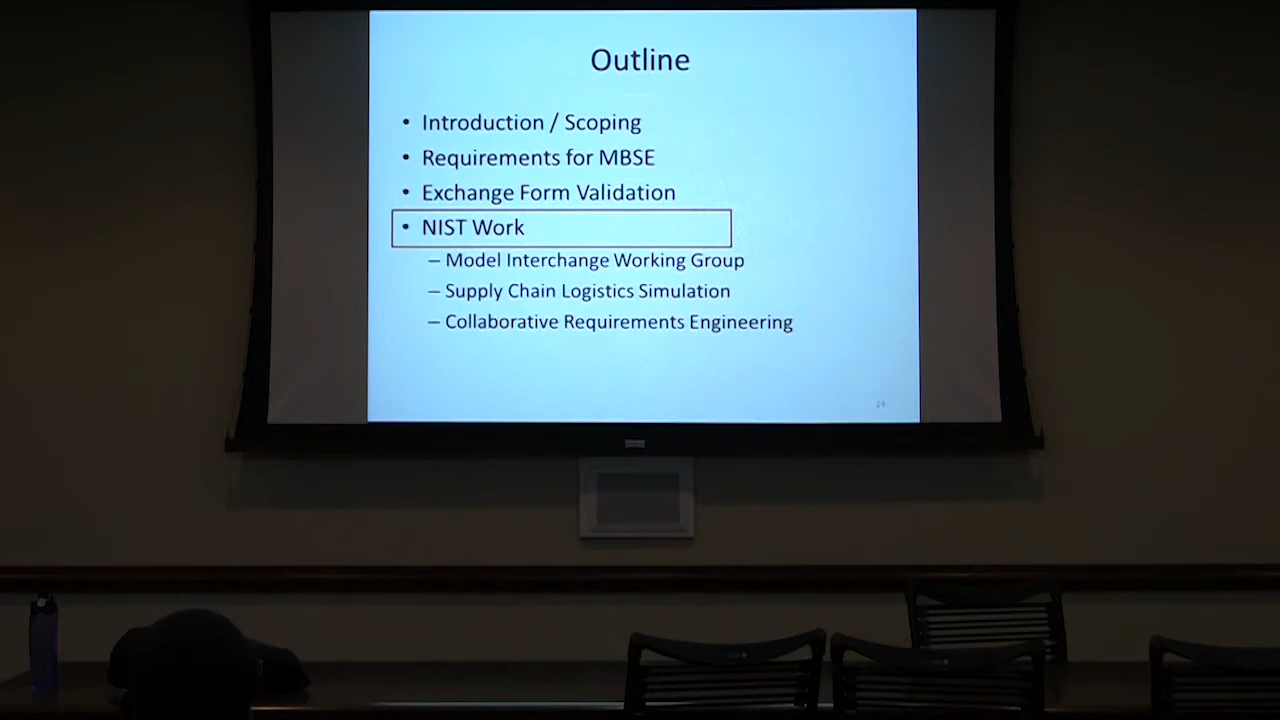 Outline
• Introduction / Scoping
• Requirements for MBSE
• Exchange Form Validation
• NIST Work
– Model Interchange Working Group
– Supply Chain Logistics Simulation
– Collaborative Requirements Engineering